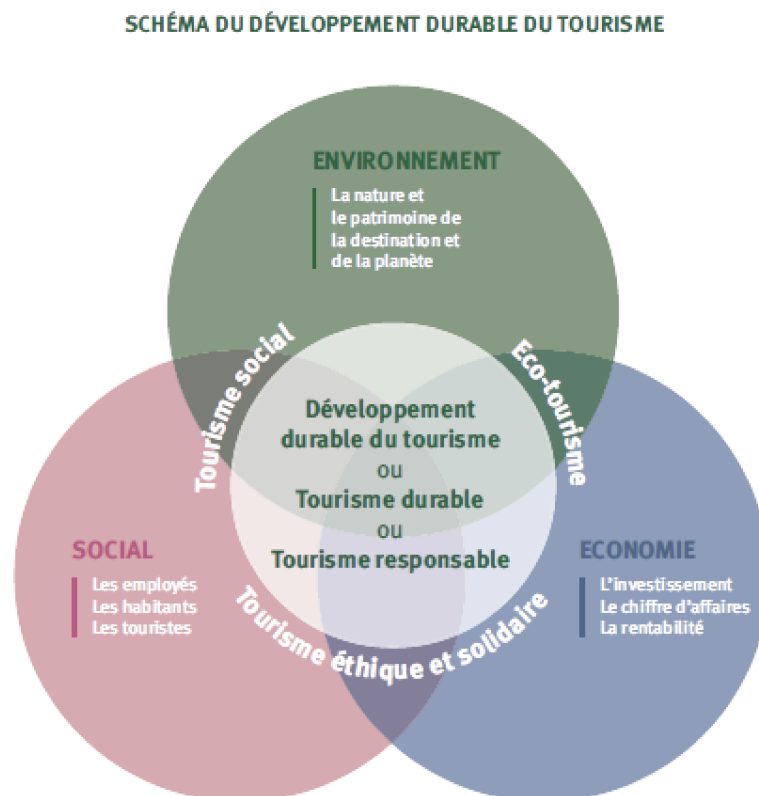 SCHÉMA DU DÉVELOPPEMENT DURABLE DU TOURISME
ENVIRONNEMENT
La nature et
le patrimoine de
la destination et
de la planète
Tourisme social
Eco-tourisme
Développement
durable du tourisme
ou
Tourisme durable
ou
Tourisme responsable
SOCIAL
Les employés
Les habitants
Les touristes
ECONOMIE
L'investissement
Le chiffre d'affaires
La rentabilité
Tourisme éthique et solidaire